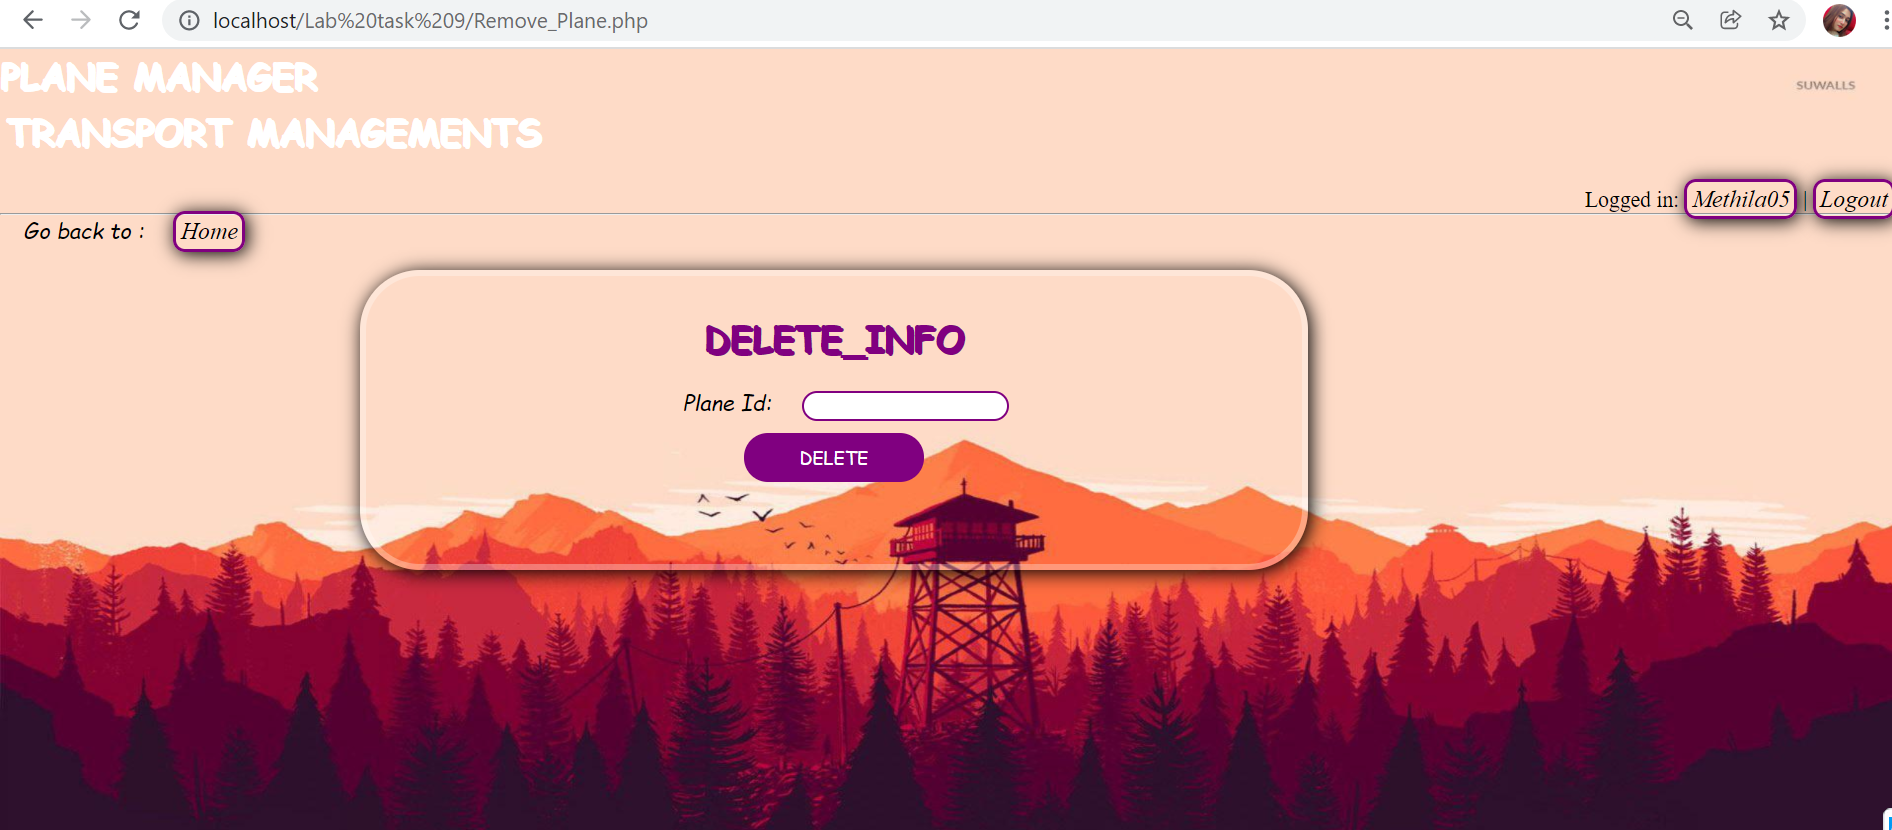 localhost/Lab%20task%209/Remove_Plane.php
PLANE MANAGER
SUWALLS
TRANSPORT MANAGEMENTS
Logged in: Methila05 | Logout
Go back to : Home
DELETE_INFO
Plane Id:
DELETE